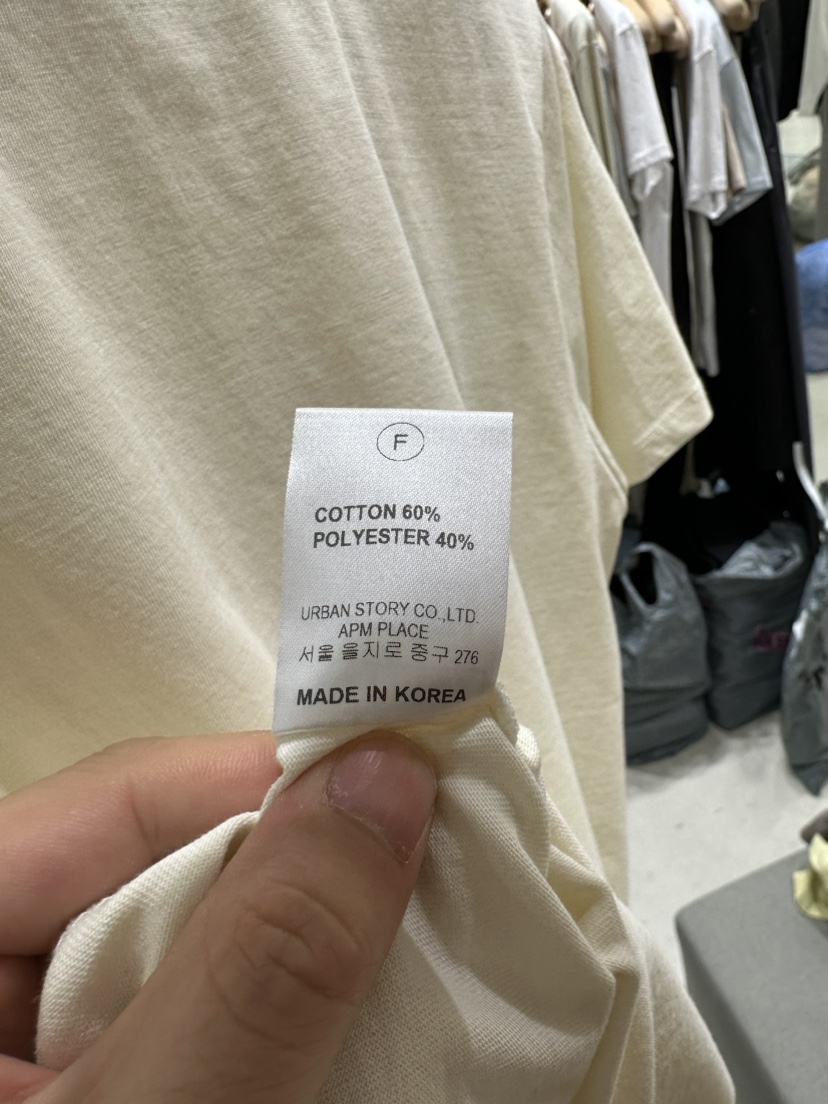 F
COTTON 60%
POLYESTER 40%
URBAN STORY CO.,LTD.
APM PLACE
서울 을지로 중구 276
MADE IN KOREA